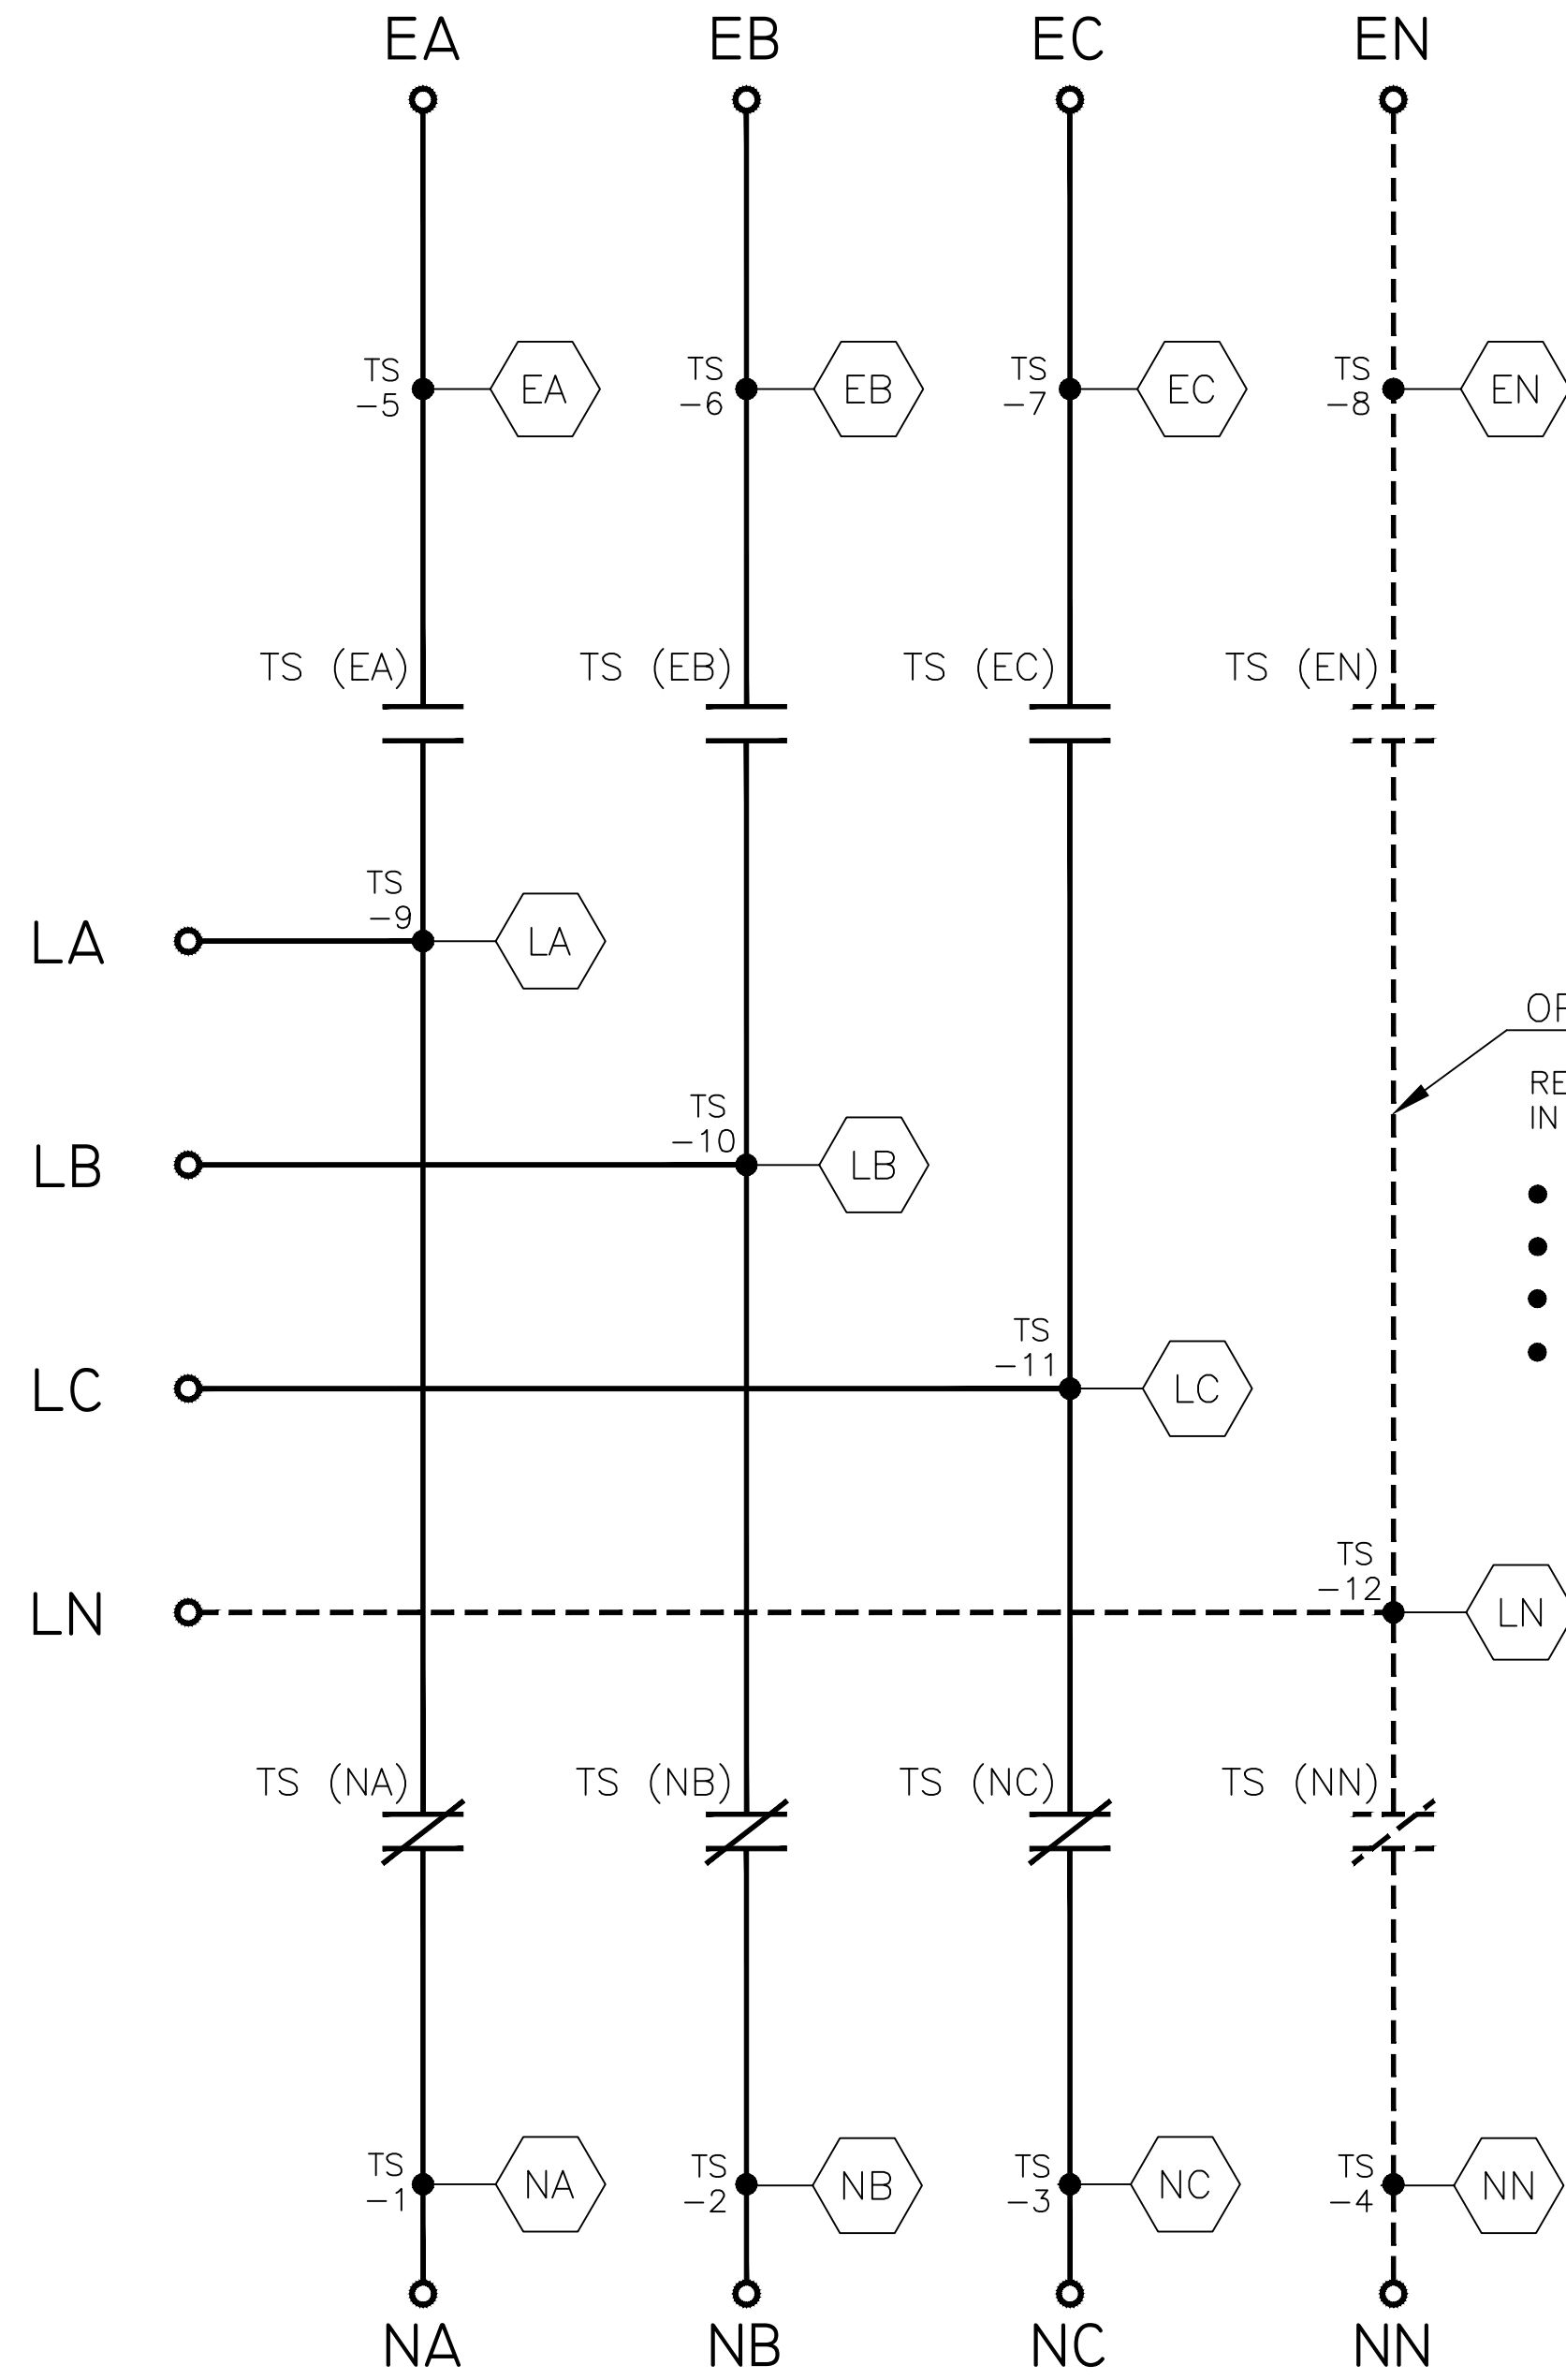 EA EB EC EN
TS TS TS TS
-5 EA -6 EB -7 EC -8 EN
TS (EA) TS (EB) TS (EC) TS (EN)
TS
-9
LA LA
TS
-10
LB LB
TS
-11
LC LC
TS
-12
LN LN
IN
TS (NA) TS (NB) TS (NC) TS (NN)
TS TS TS TS
-1 NA -2 NB -3 NC -4 NN
NA NB NC NN